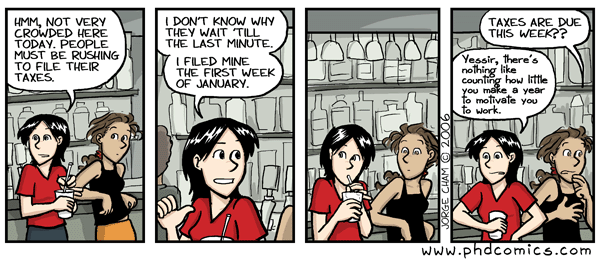 HMM, NOT VERY
CROWDED HERE
TODAY. PEOPLE
MUST BE RUSHING
TO FILE THEIR
TAXES.
I DON'T KNOW WHY
THEY WAIT 'TILL
THE LAST MINUTE.
I FILED MINE
THE FIRST WEEK
OF JANUARY.
JORGE CHAM © 2006
TAXES ARE DUE
THIS WEEK??
Yessir, there's
nothing like
counting how little
you make a year
to motivate you
to work.
www.phdcomics.com